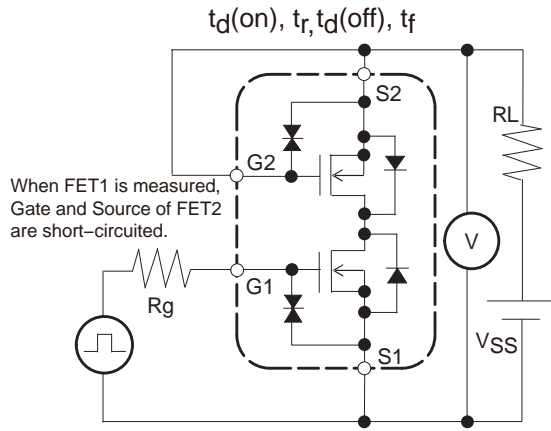 td(on), tr, td(off), tf
S2
RL
G2
When FET1 is measured,
Gate and Source of FET2
are short−circuited.
V
G1
Rg
VSS
S1